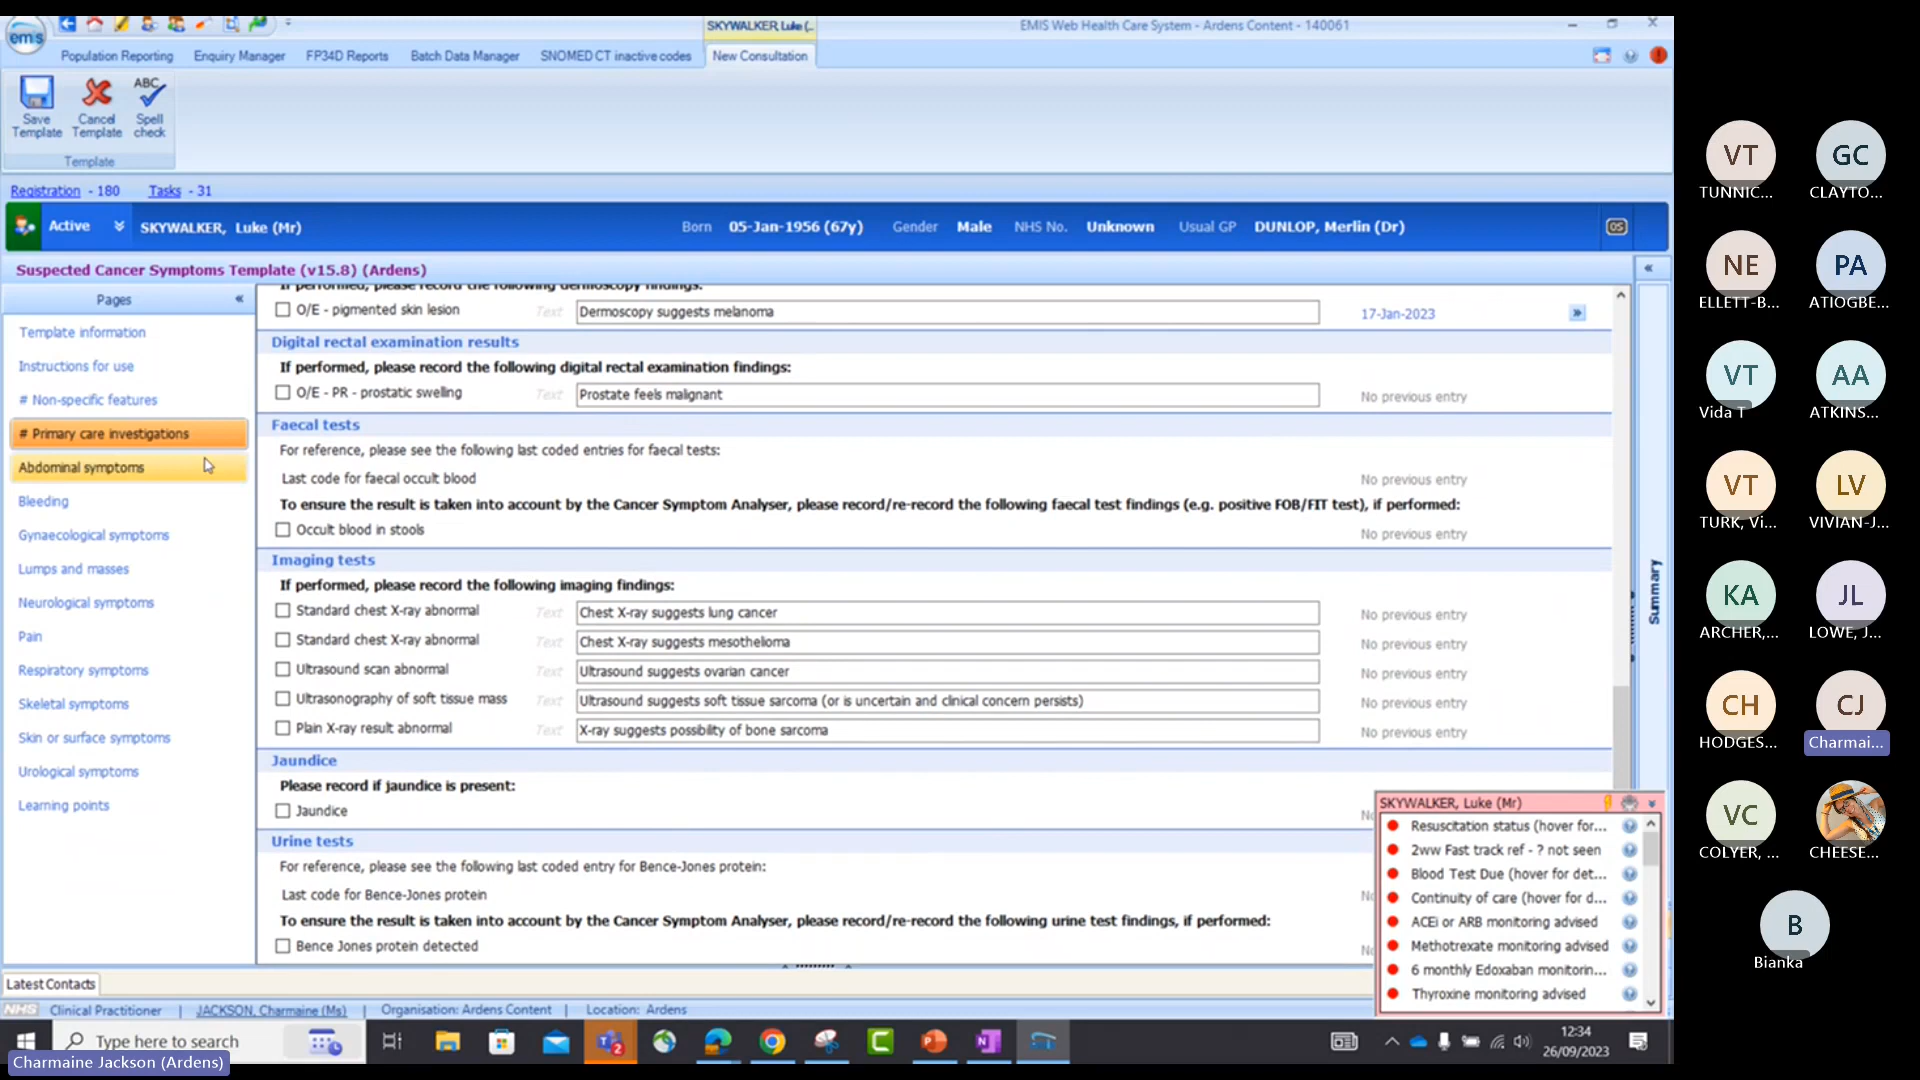 emis
SKYWALKER, Luke (...
EMIS Web Health Care System - Ardens Content - 140061
Population Reporting
Enquiry Manager
FP34D Reports
Batch Data Manager
SNOMED CT inactive codes
New Consultation
Save Template
Cancel Template
ABC
Spell check
Template
Registration - 180
Tasks - 31
Active
SKYWALKER, Luke (Mr)
Born 05-Jan-1956 (67y)
Gender Male
NHS No. Unknown
Usual GP DUNLOP, Merlin (Dr)
OS
Suspected Cancer Symptoms Template (v15.8) (Ardens)
Pages
Template information
Instructions for use
# Non-specific features
# Primary care investigations
Abdominal symptoms
Bleeding
Gynaecological symptoms
Lumps and masses
Neurological symptoms
Pain
Respiratory symptoms
Skeletal symptoms
Skin or surface symptoms
Urological symptoms
Learning points
If performed, please record the following dermoscopy findings:
O/E - pigmented skin lesion Text Dermoscopy suggests melanoma 17-Jan-2023
Digital rectal examination results
If performed, please record the following digital rectal examination findings:
O/E - PR - prostatic swelling Text Prostate feels malignant No previous entry
Faecal tests
For reference, please see the following last coded entries for faecal tests:
Last code for faecal occult blood No previous entry
To ensure the result is taken into account by the Cancer Symptom Analyser, please record/re-record the following faecal test findings (e.g. positive FOB/FIT test), if performed:
Occult blood in stools No previous entry
Imaging tests
If performed, please record the following imaging findings:
Standard chest X-ray abnormal Text Chest X-ray suggests lung cancer No previous entry
Standard chest X-ray abnormal Text Chest X-ray suggests mesothelioma No previous entry
Ultrasound scan abnormal Text Ultrasound suggests ovarian cancer No previous entry
Ultrasonography of soft tissue mass Text Ultrasound suggests soft tissue sarcoma (or is uncertain and clinical concern persists) No previous entry
Plain X-ray result abnormal Text X-ray suggests possibility of bone sarcoma No previous entry
Jaundice
Please record if jaundice is present:
Jaundice
Urine tests
For reference, please see the following last coded entry for Bence-Jones protein:
Last code for Bence-Jones protein
To ensure the result is taken into account by the Cancer Symptom Analyser, please record/re-record the following urine test findings, if performed:
Bence Jones protein detected
Summary
SKYWALKER, Luke (Mr)
Resuscitation status (hover for...
2ww Fast track ref - ? not seen
Blood Test Due (hover for det...
Continuity of care (hover for d...
ACEi or ARB monitoring advised
Methotrexate monitoring advised
6 monthly Edoxaban monitorin...
Thyroxine monitoring advised
Latest Contacts
NHS
Clinical Practitioner
JACKSON, Charmaine (Ms)
Organisation: Ardens Content
Location: Ardens
Type here to search
12:34
26/09/2023
Charmaine Jackson (Ardens)
VT
TUNNIC...
GC
CLAYTO...
NE
ELLETT-B...
PA
ATIOGBE...
VT
Vida T
AA
ATKINS...
VT
TURK, Vi...
LV
VIVIAN-J...
KA
ARCHER,...
JL
LOWE, J...
CH
HODGES...
CJ
Charmai...
VC
COLYER, ...
CHEESE...
B
Bianka